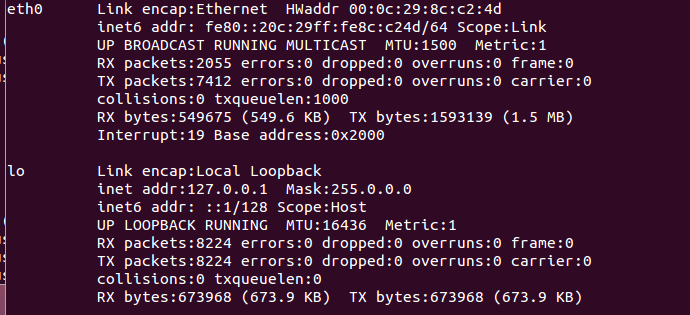 eth0 Link encap:Ethernet HWaddr 00:0c:29:8c:c2:4d
inet6 addr: fe80::20c:29ff:fe8c:c24d/64 Scope:Link
UP BROADCAST RUNNING MULTICAST MTU:1500 Metric:1
RX packets:2055 errors:0 dropped:0 overruns:0 frame:0
TX packets:7412 errors:0 dropped:0 overruns:0 carrier:0
collisions:0 txqueuelen:1000
RX bytes:549675 (549.6 KB) TX bytes:1593139 (1.5 MB)
Interrupt:19 Base address:0x2000
lo Link encap:Local Loopback
inet addr:127.0.0.1 Mask:255.0.0.0
inet6 addr: ::1/128 Scope:Host
UP LOOPBACK RUNNING MTU:16436 Metric:1
RX packets:8224 errors:0 dropped:0 overruns:0 frame:0
TX packets:8224 errors:0 dropped:0 overruns:0 carrier:0
collisions:0 txqueuelen:0
RX bytes:673968 (673.9 KB) TX bytes:673968 (673.9 KB)